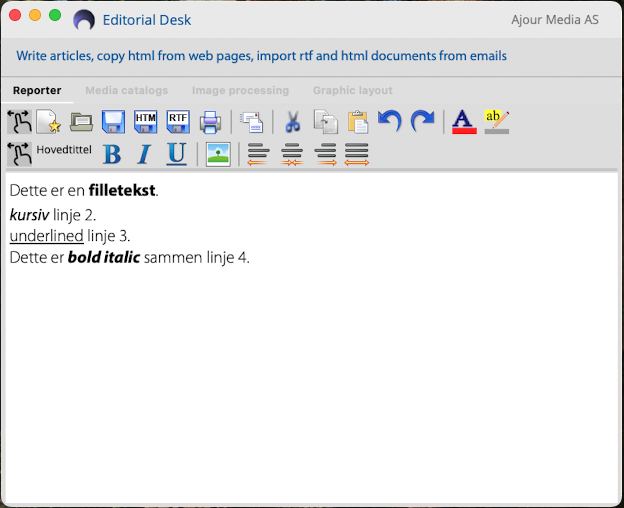 Editorial Desk
Ajour Media AS
Write articles, copy html from web pages, import rtf and html documents from emails
Reporter Media catalogs Image processing Graphic layout
HTM RTF A ab
Hovedtittel B I U
Dette er en filletekst.
kursiv linje 2.
underlined linje 3.
Dette er bold italic sammen linje 4.